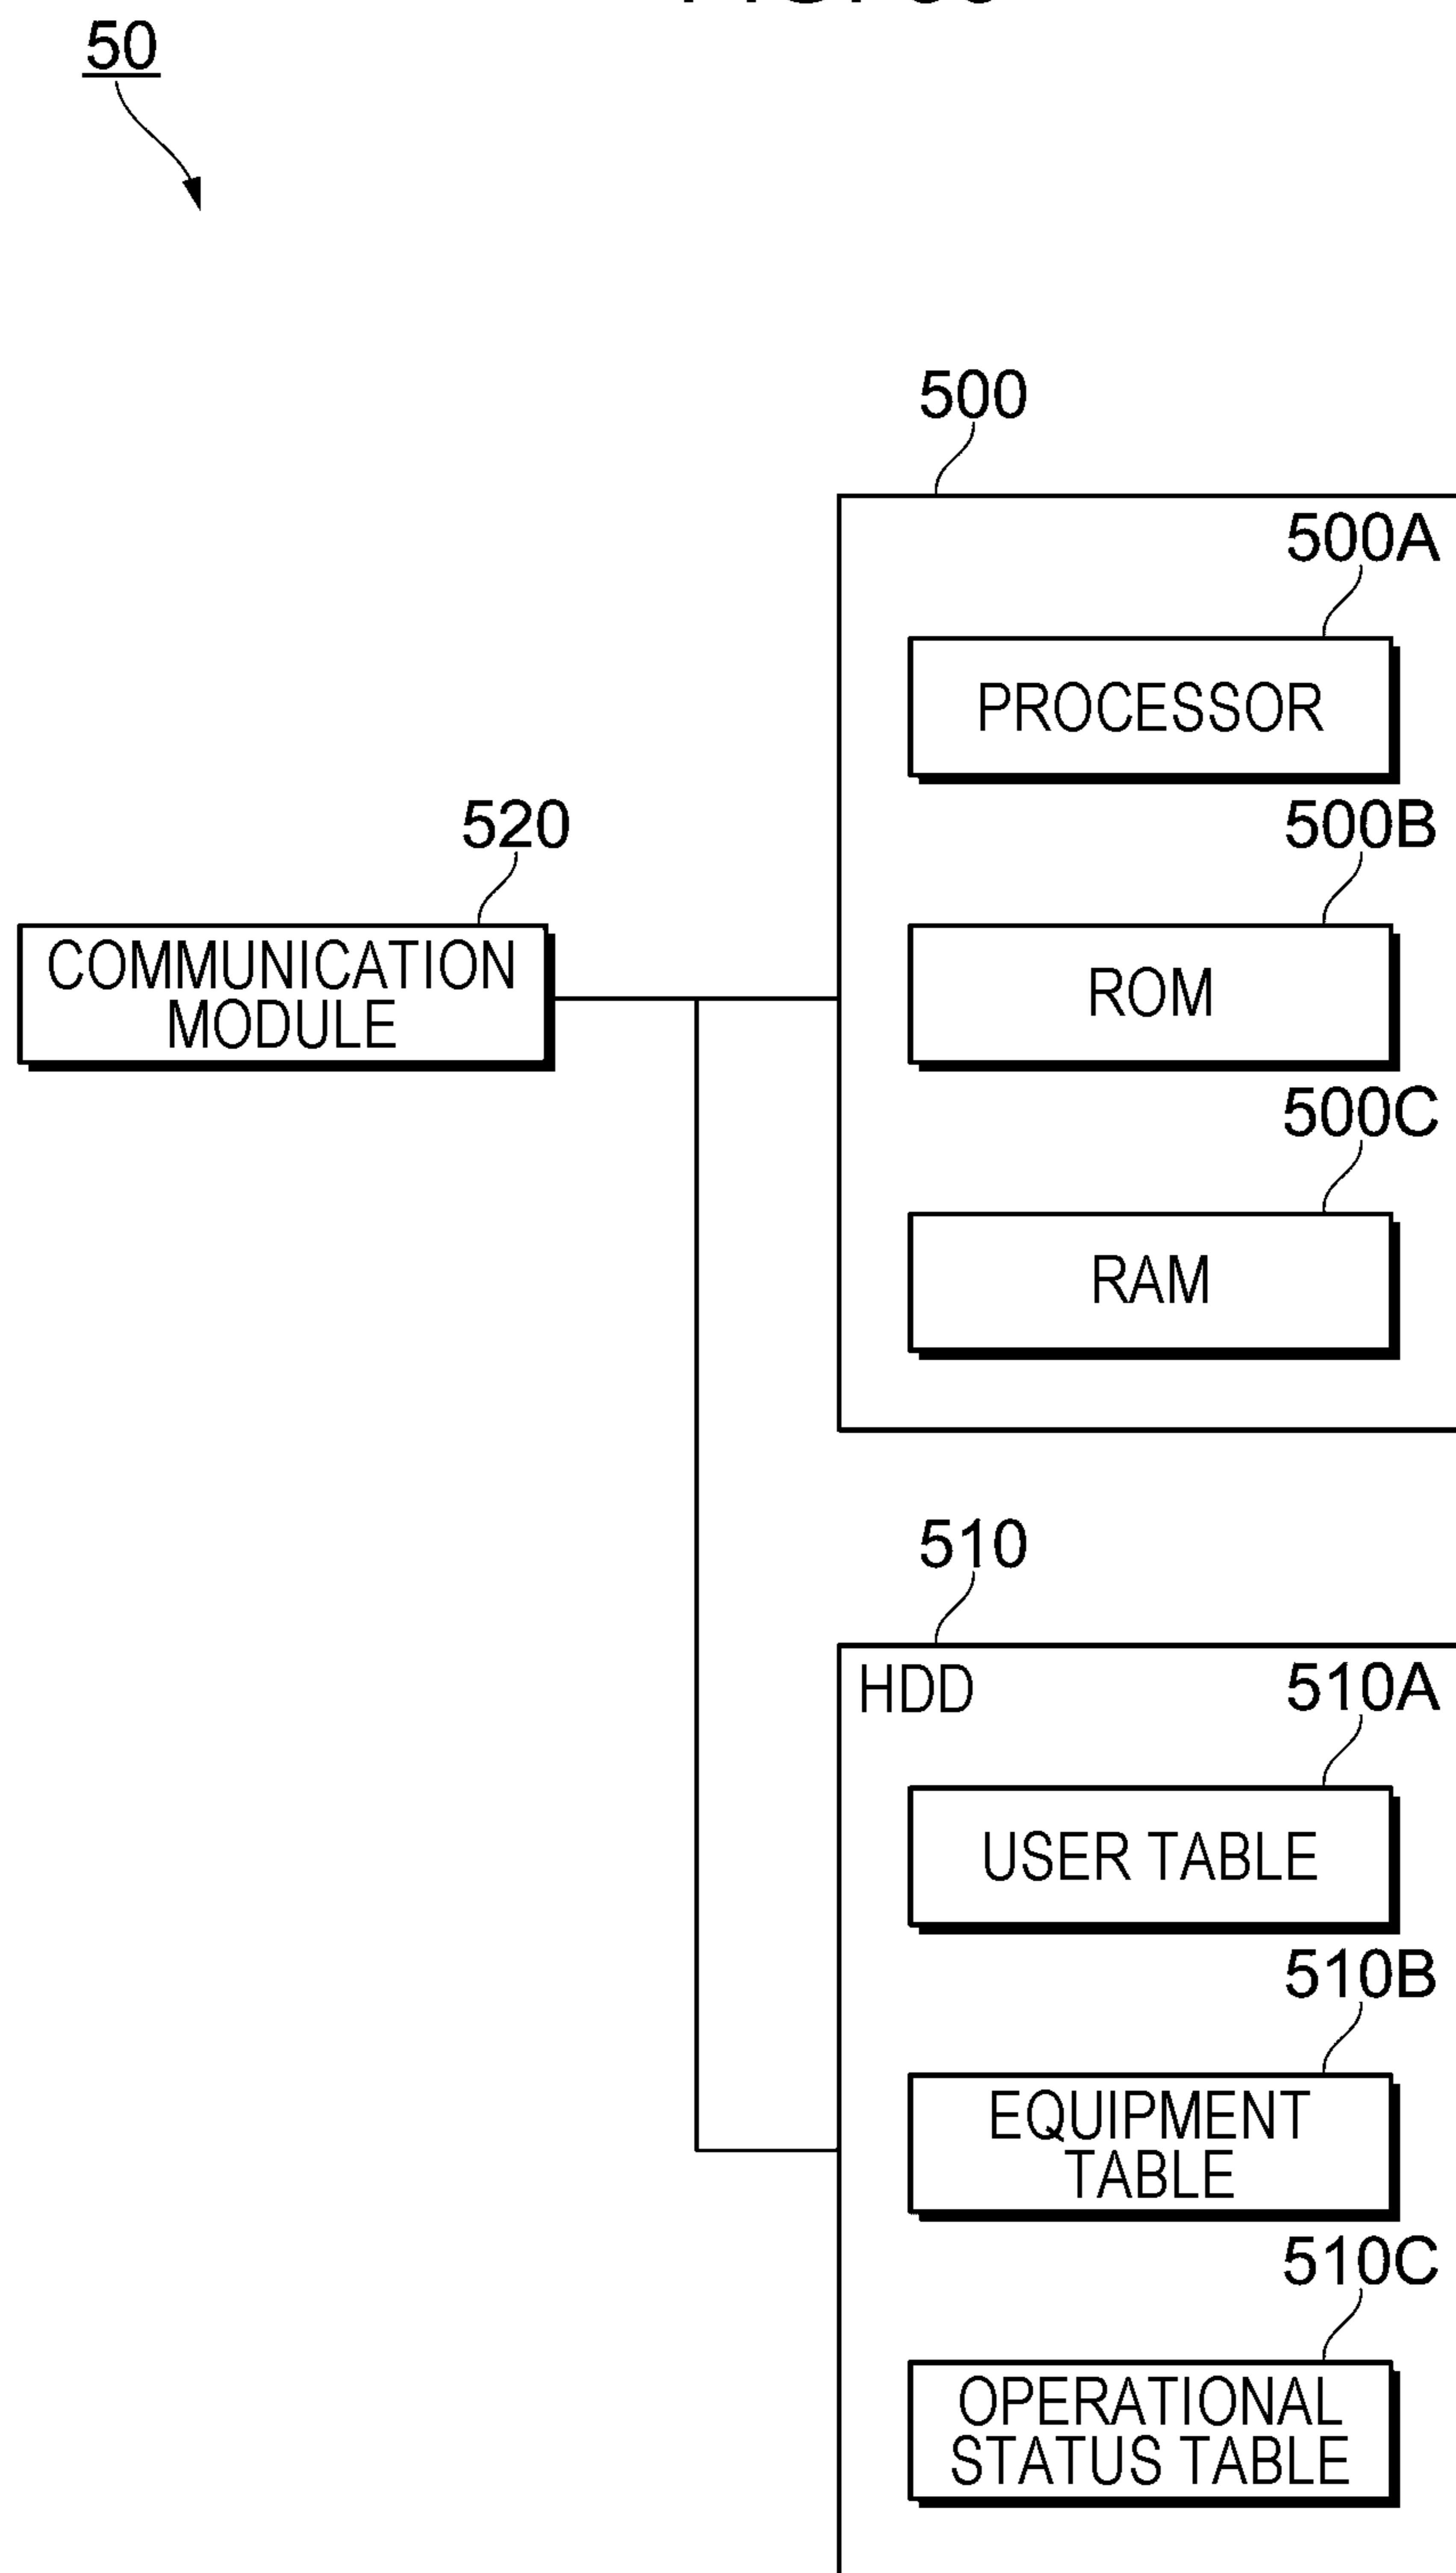 50
500
500A
PROCESSOR
520
500B
COMMUNICATION
MODULE
ROM
500C
RAM
510
HDD
510A
USER TABLE
510B
EQUIPMENT
TABLE
510C
OPERATIONAL
STATUS TABLE